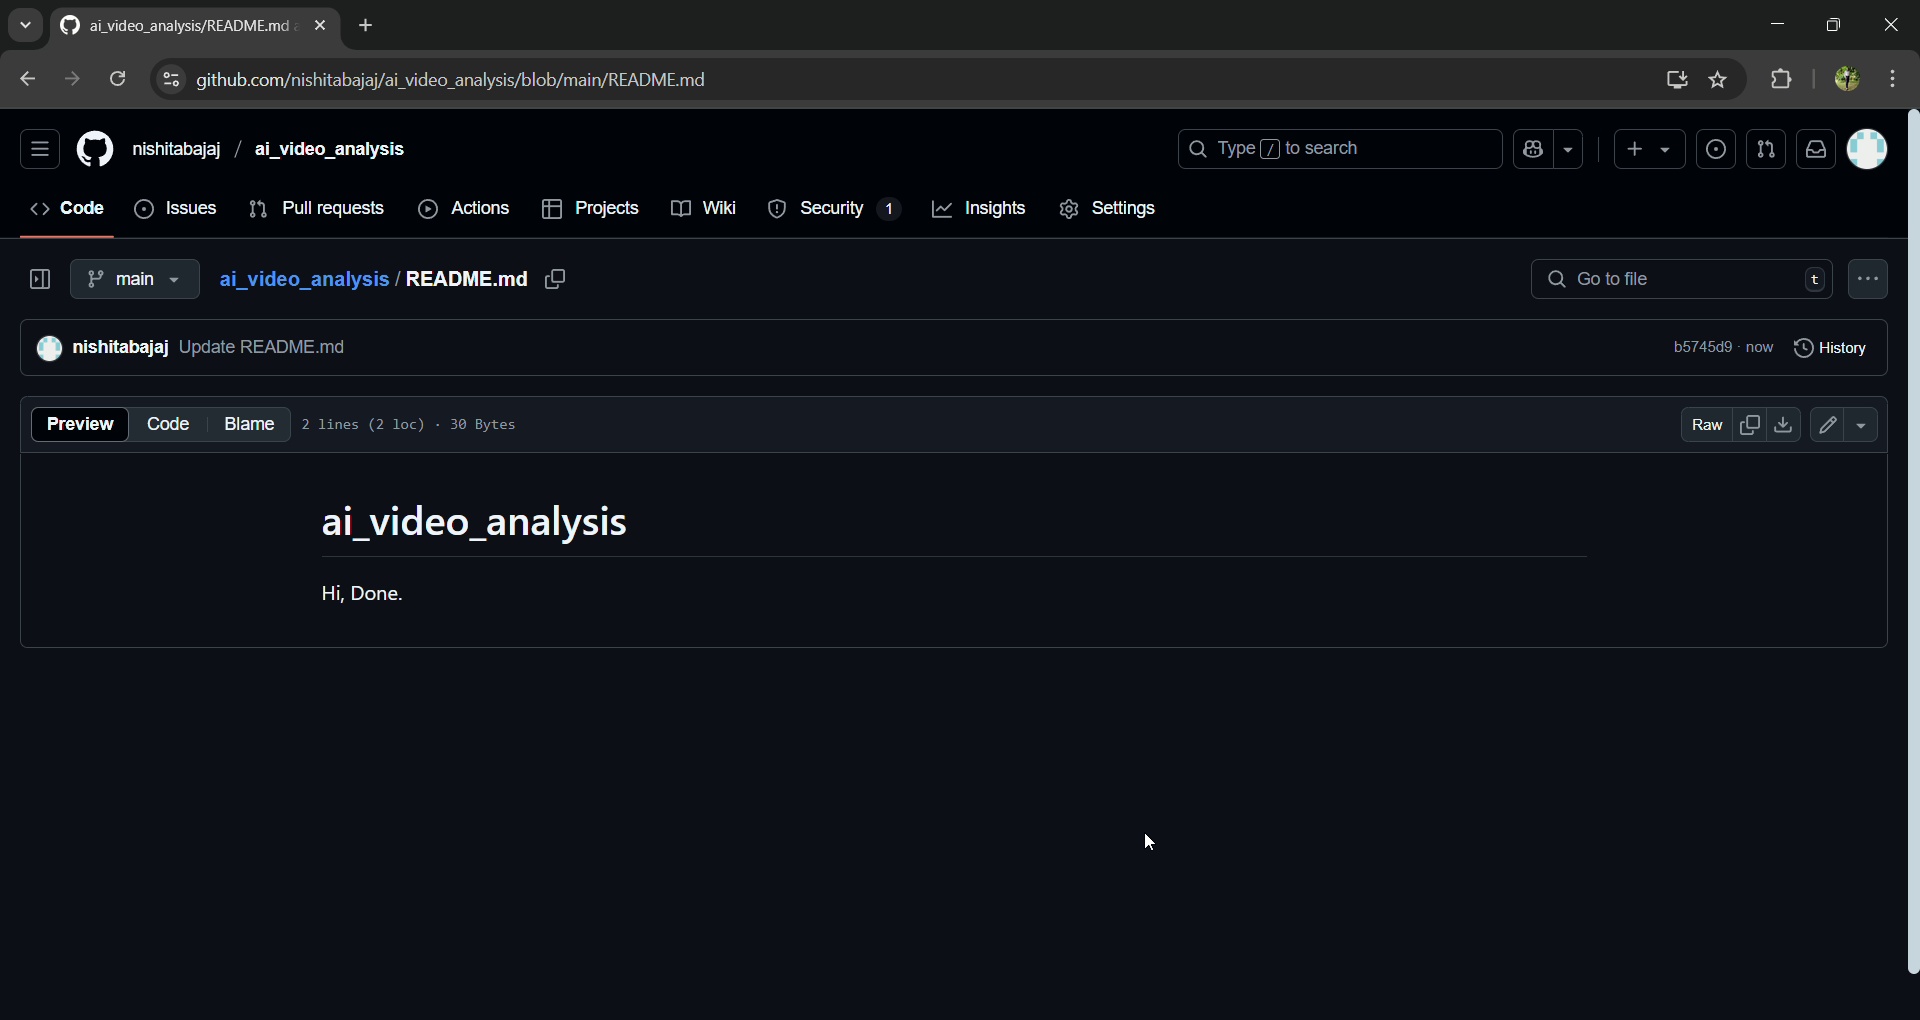 ai_video_analysis/README.md a
github.com/nishitabajaj/ai_video_analysis/blob/main/README.md
nishitabajaj / ai_video_analysis
Type / to search
Code
Issues
Pull requests
Actions
Projects
Wiki
Security 1
Insights
Settings
main
ai_video_analysis / README.md
Go to file
t
nishitabajaj Update README.md
b5745d9 · now
History
Preview
Code
Blame
2 lines (2 loc) · 30 Bytes
Raw
ai_video_analysis
Hi, Done.